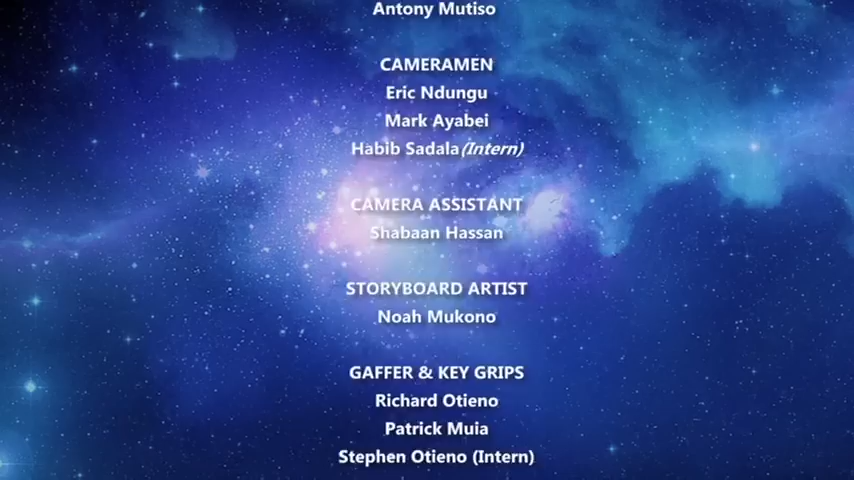 Antony Mutiso
CAMERAMEN
Eric Ndungu
Mark Ayabei
Habib Sadala (Intern)
CAMERA ASSISTANT
Shabaan Hassan
STORYBOARD ARTIST
Noah Mukono
GAFFER & KEY GRIPS
Richard Otieno
Patrick Muia
Stephen Otieno (Intern)